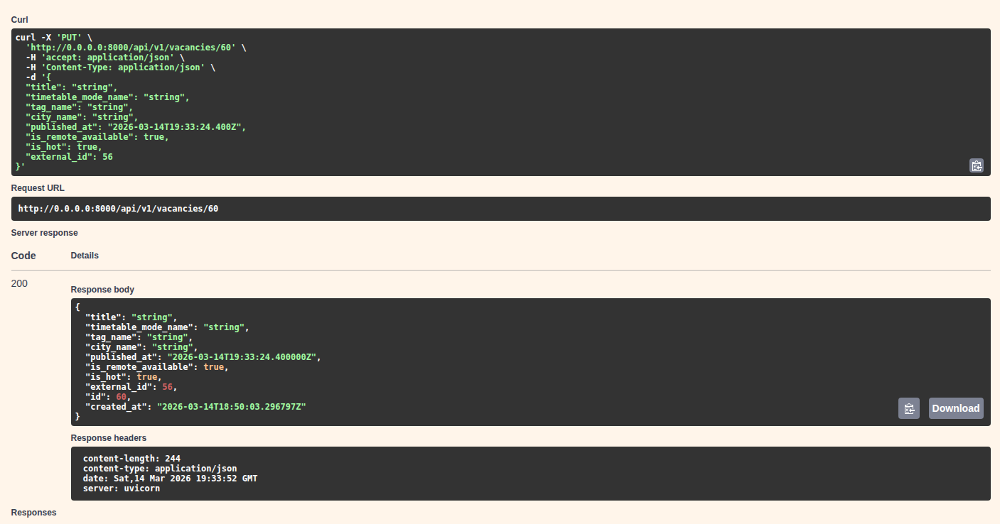 Curl
curl -X 'PUT' \
  'http://0.0.0.0:8000/api/v1/vacancies/60' \
  -H 'accept: application/json' \
  -H 'Content-Type: application/json' \
  -d '{
  "title": "string",
  "timetable_mode_name": "string",
  "tag_name": "string",
  "city_name": "string",
  "published_at": "2026-03-14T19:33:24.400Z",
  "is_remote_available": true,
  "is_hot": true,
  "external_id": 56
}'
Request URL
http://0.0.0.0:8000/api/v1/vacancies/60
Server response
Code Details
200
Response body
{
  "title": "string",
  "timetable_mode_name": "string",
  "tag_name": "string",
  "city_name": "string",
  "published_at": "2026-03-14T19:33:24.400000Z",
  "is_remote_available": true,
  "is_hot": true,
  "external_id": 56,
  "id": 60,
  "created_at": "2026-03-14T18:50:03.296797Z"
}
Download
Response headers
content-length: 244
content-type: application/json
date: Sat,14 Mar 2026 19:33:52 GMT
server: uvicorn
Responses